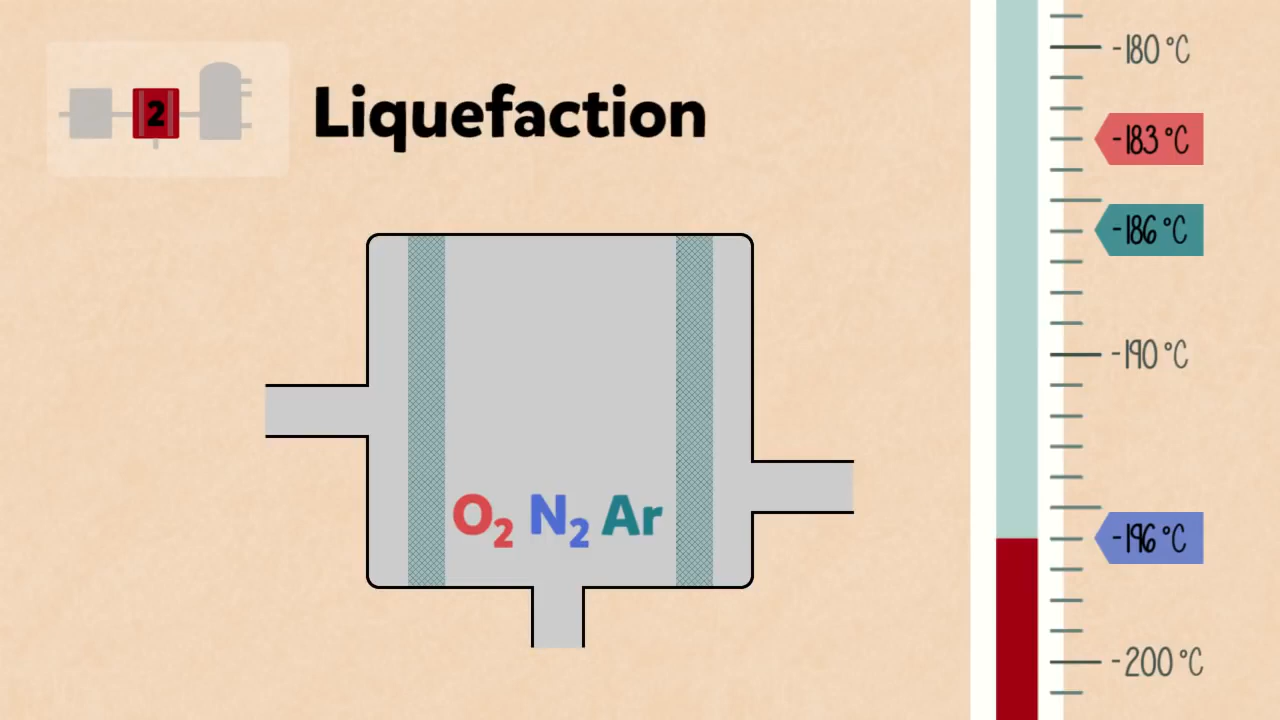 2
Liquefaction
O₂ N₂ Ar
-180 °C
-183 °C
-186 °C
-190 °C
-196 °C
-200 °C